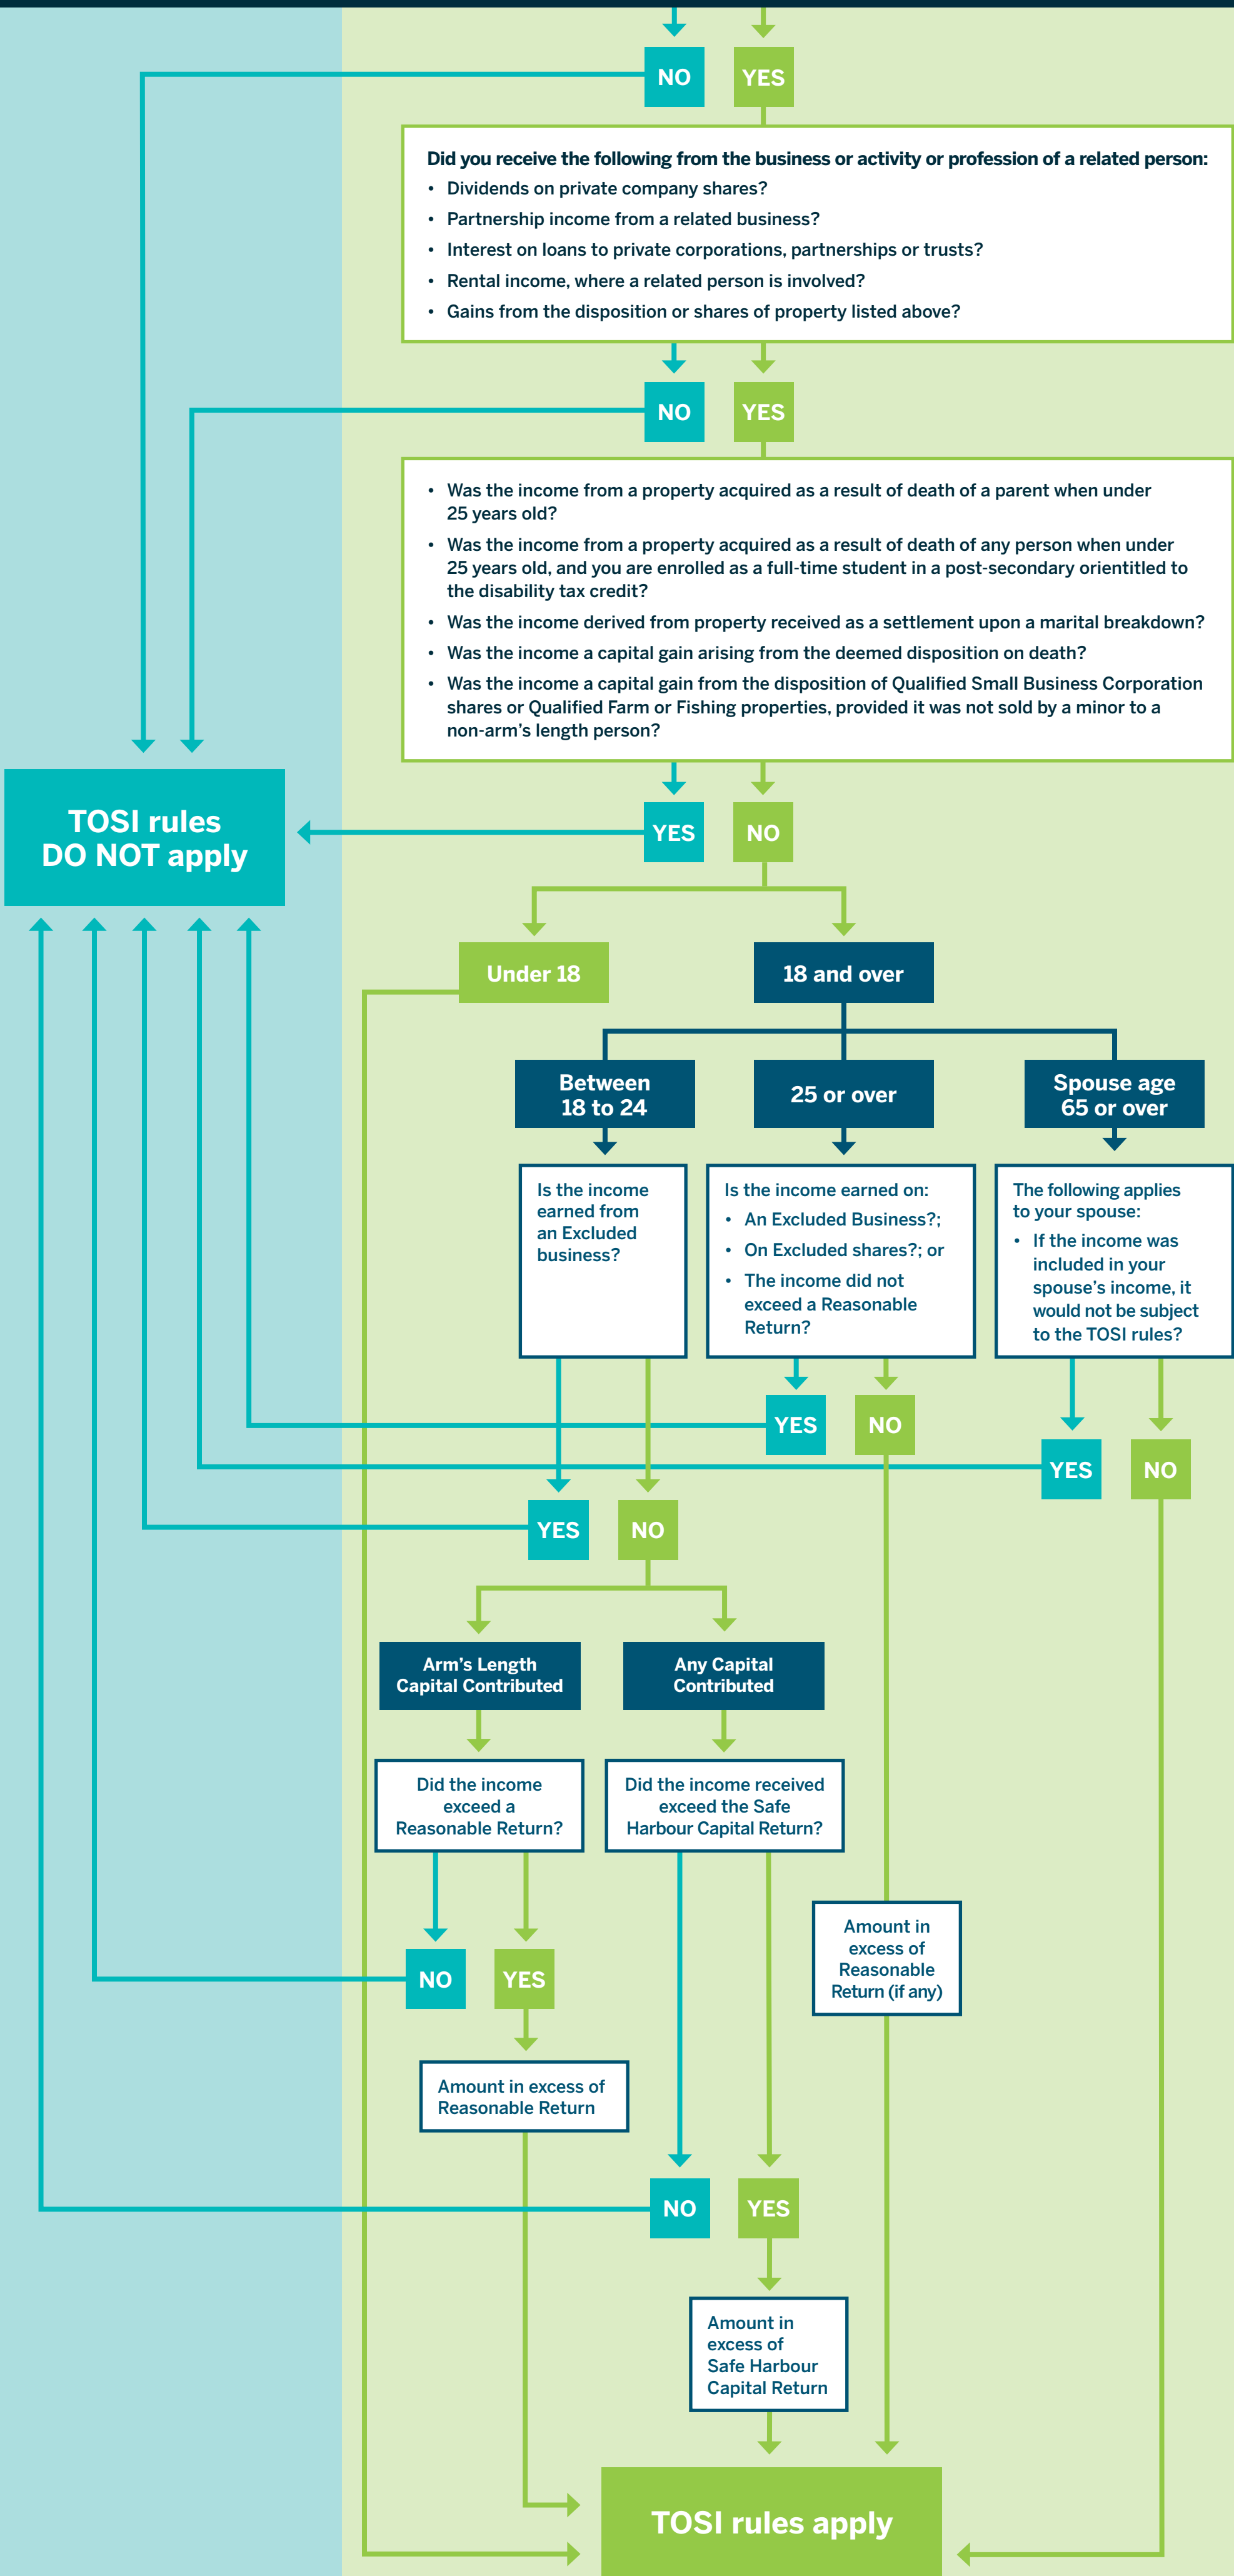 NO
YES
Did you receive the following from the business or activity or profession of a related person:
• Dividends on private company shares?
• Partnership income from a related business?
• Interest on loans to private corporations, partnerships or trusts?
• Rental income, where a related person is involved?
• Gains from the disposition or shares of property listed above?
NO
YES
• Was the income from a property acquired as a result of death of a parent when under
25 years old?
• Was the income from a property acquired as a result of death of any person when under
25 years old, and you are enrolled as a full-time student in a post-secondary orientitled to
the disability tax credit?
• Was the income derived from property received as a settlement upon a marital breakdown?
• Was the income a capital gain arising from the deemed disposition on death?
• Was the income a capital gain from the disposition of Qualified Small Business Corporation
shares or Qualified Farm or Fishing properties, provided it was not sold by a minor to a
non-arm’s length person?
TOSI rules
DO NOT apply
YES
NO
Under 18
18 and over
Between
18 to 24
25 or over
Spouse age
65 or over
Is the income
earned from
an Excluded
business?
Is the income earned on:
• An Excluded Business?;
• On Excluded shares?; or
• The income did not
exceed a Reasonable
Return?
The following applies
to your spouse:
• If the income was
included in your
spouse’s income, it
would not be subject
to the TOSI rules?
YES
NO
YES
NO
YES
NO
Arm’s Length
Capital Contributed
Any Capital
Contributed
Did the income
exceed a
Reasonable Return?
Did the income received
exceed the Safe
Harbour Capital Return?
Amount in
excess of
Reasonable
Return (if any)
NO
YES
Amount in excess of
Reasonable Return
NO
YES
Amount in
excess of
Safe Harbour
Capital Return
TOSI rules apply